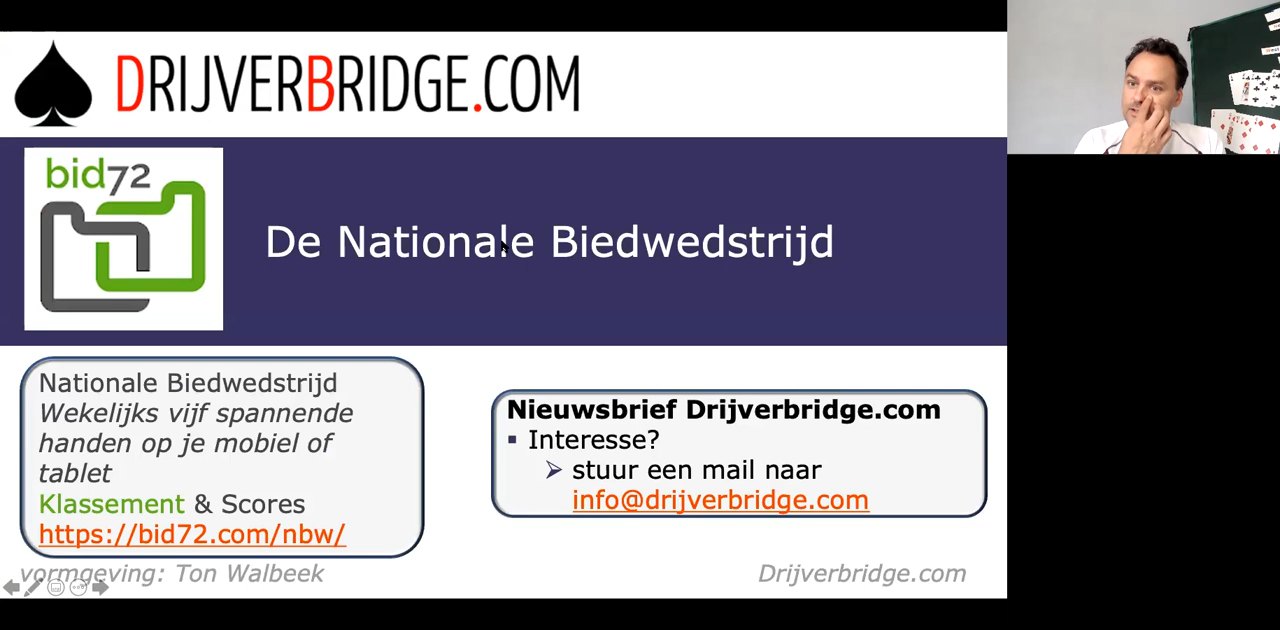 DRIJVERBRIDGE.COM
bid72
De Nationale Biedwedstrijd
Nationale Biedwedstrijd
Wekelijks vijf spannende
handen op je mobiel of
tablet
Klassement & Scores
https://bid72.com/nbw/
Nieuwsbrief Drijverbridge.com
▪ Interesse?
➢ stuur een mail naar
info@drijverbridge.com
vormgeving: Ton Walbeek
Drijverbridge.com